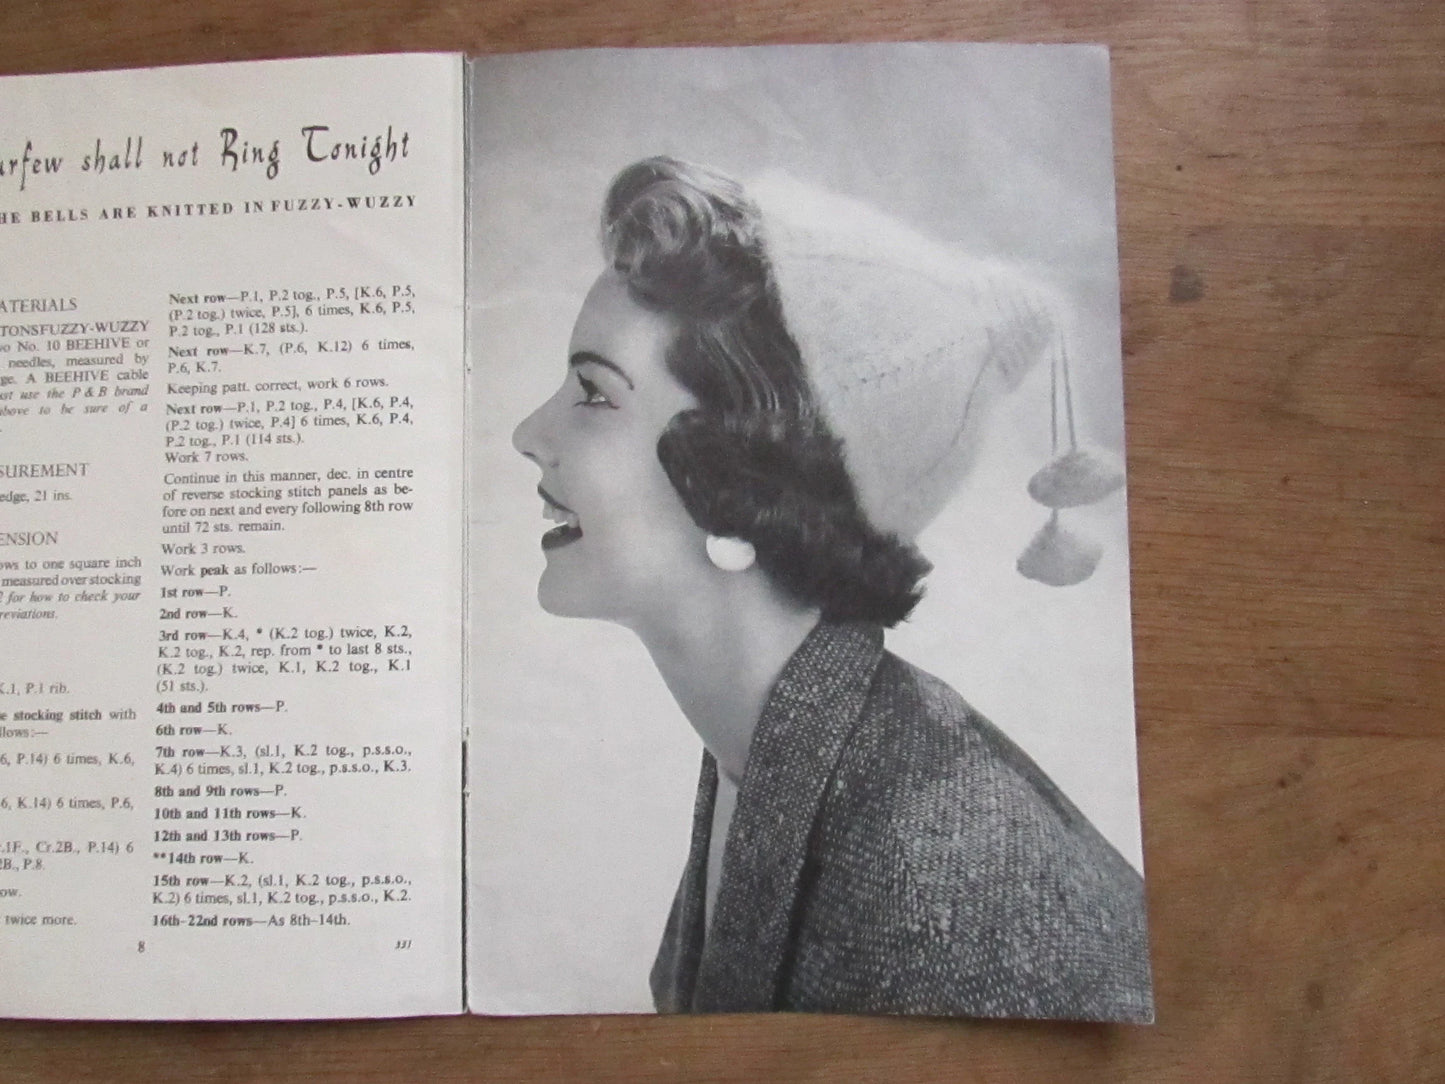 urfew shall not Ring Tonight
HE BELLS ARE KNITTED IN FUZZY-WUZZY
ATERIALS
TONSFUZZY-WUZZY
o No. 10 BEEHIVE or
needles, measured by
ge. A BEEHIVE cable
st use the P & B brand
above to be sure of a
.
SUREMENT
edge, 21 ins.
ENSION
ows to one square inch
measured over stocking
for how to check your
reviations.
K.1, P.1 rib.
e stocking stitch with
llows:—
6, P.14) 6 times, K.6,
6, K.14) 6 times, P.6,
.1F., Cr.2B., P.14) 6
2B., P.8.
ow.
twice more.
8
Next row—P.1, P.2 tog., P.5, [K.6, P.5,
(P.2 tog.) twice, P.5], 6 times, K.6, P.5,
P.2 tog., P.1 (128 sts.).
Next row—K.7, (P.6, K.12) 6 times,
P.6, K.7.
Keeping patt. correct, work 6 rows.
Next row—P.1, P.2 tog., P.4, [K.6, P.4,
(P.2 tog.) twice, P.4] 6 times, K.6, P.4,
P.2 tog., P.1 (114 sts.).
Work 7 rows.
Continue in this manner, dec. in centre
of reverse stocking stitch panels as be-
fore on next and every following 8th row
until 72 sts. remain.
Work 3 rows.
Work peak as follows:—
1st row—P.
2nd row—K.
3rd row—K.4, * (K.2 tog.) twice, K.2,
K.2 tog., K.2, rep. from * to last 8 sts.,
(K.2 tog.) twice, K.1, K.2 tog., K.1
(51 sts.).
4th and 5th rows—P.
6th row—K.
7th row—K.3, (sl.1, K.2 tog., p.s.s.o.,
K.4) 6 times, sl.1, K.2 tog., p.s.s.o., K.3.
8th and 9th rows—P.
10th and 11th rows—K.
12th and 13th rows—P.
**14th row—K.
15th row—K.2, (sl.1, K.2 tog., p.s.s.o.,
K.2) 6 times, sl.1, K.2 tog., p.s.s.o., K.2.
16th–22nd rows—As 8th–14th.